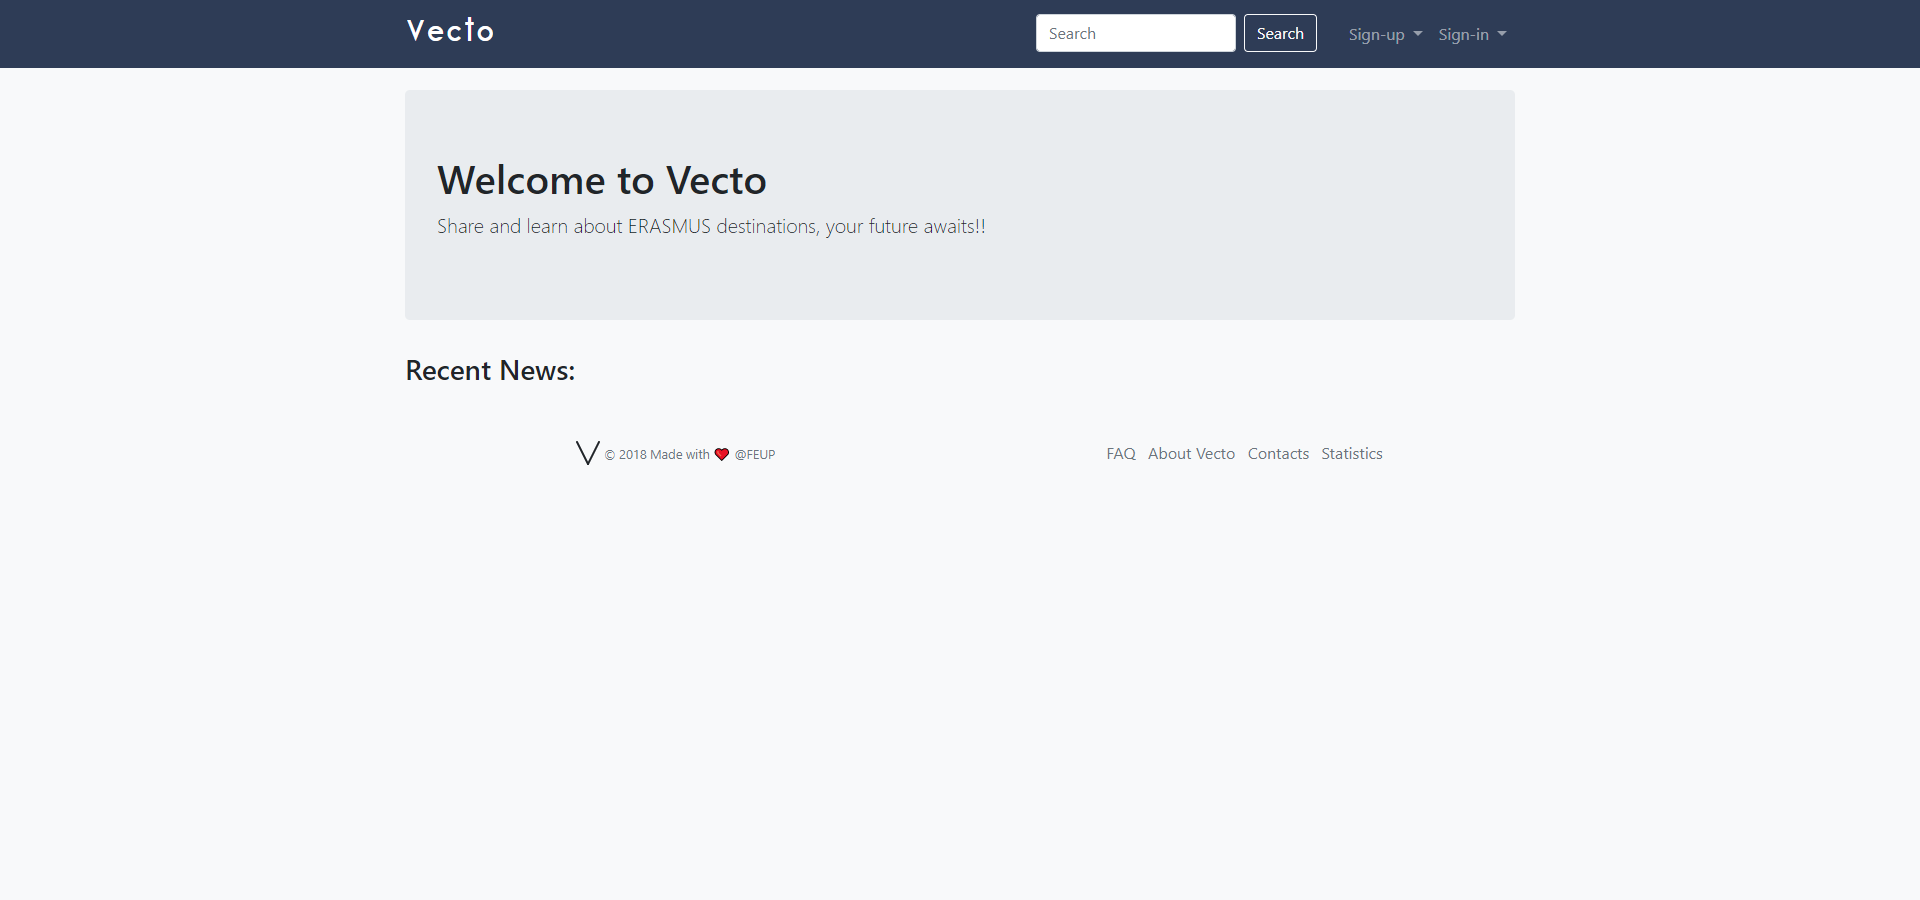 Vecto
Search
Search
Sign-up
Sign-in
Welcome to Vecto
Share and learn about ERASMUS destinations, your future awaits!!
Recent News:
V © 2018 Made with ❤ @FEUP
FAQ About Vecto Contacts Statistics